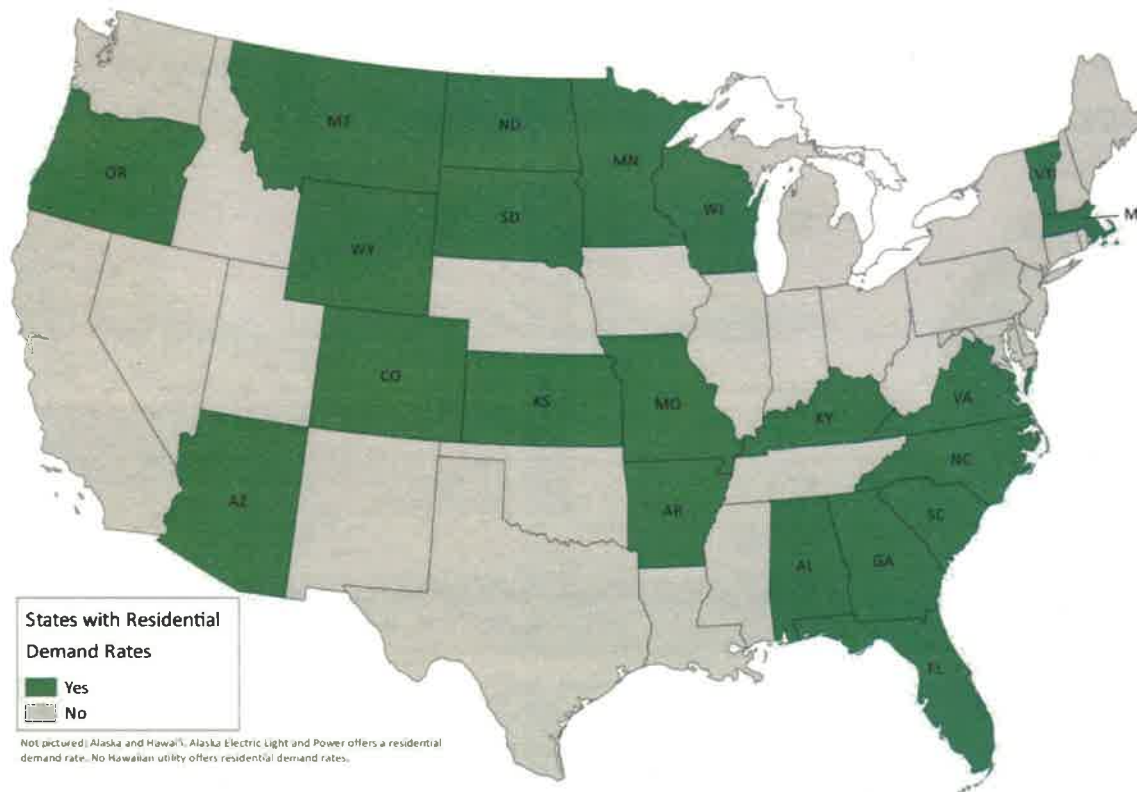 MT
ND
MN
OR
WI
VT
M
SD
WY
CO
KS
MO
KY
VA
NC
AZ
AR
SC
AL
GA
FL
States with Residential
Demand Rates
Yes
No
Not pictured: Alaska and Hawai'i. Alaska Electric Light and Power offers a residential
demand rate. No Hawaiian utility offers residential demand rates.